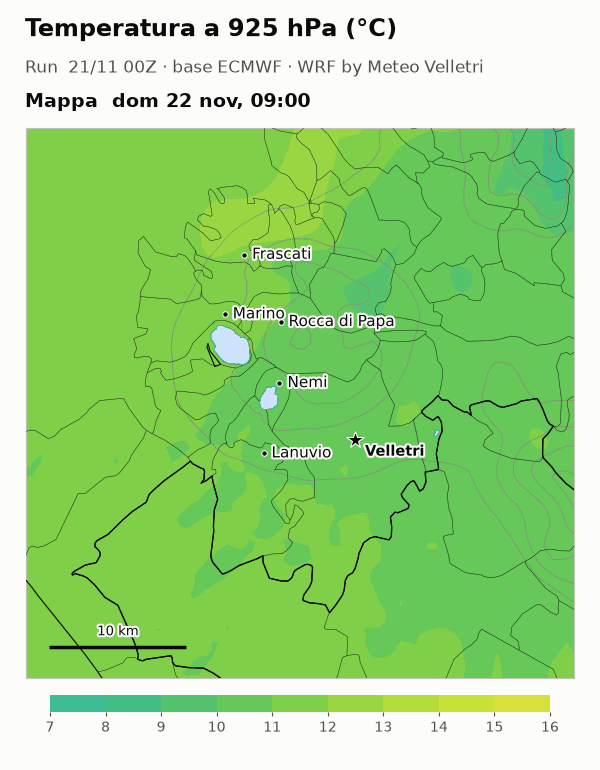 Temperatura a 925 hPa (°C)
Run 21/11 00Z · base ECMWF · WRF by Meteo Velletri
Mappa dom 22 nov, 09:00
Frascati
Marino
Rocca di Papa
Nemi
Velletri
Lanuvio
10 km
7 8 9 10 11 12 13 14 15 16